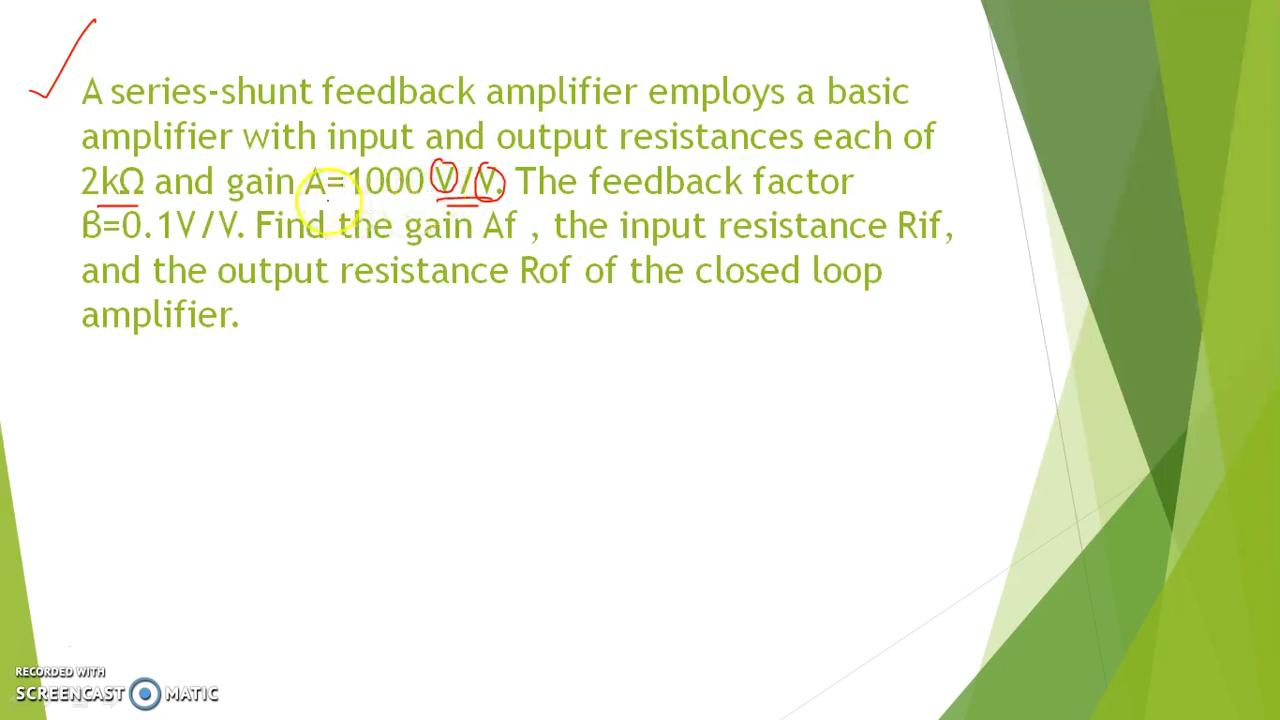 A series-shunt feedback amplifier employs a basic
amplifier with input and output resistances each of
2kΩ and gain A=1000 V/V. The feedback factor
ß=0.1V/V. Find the gain Af , the input resistance Rif,
and the output resistance Rof of the closed loop
amplifier.
RECORDED WITH
SCREENCAST MATIC